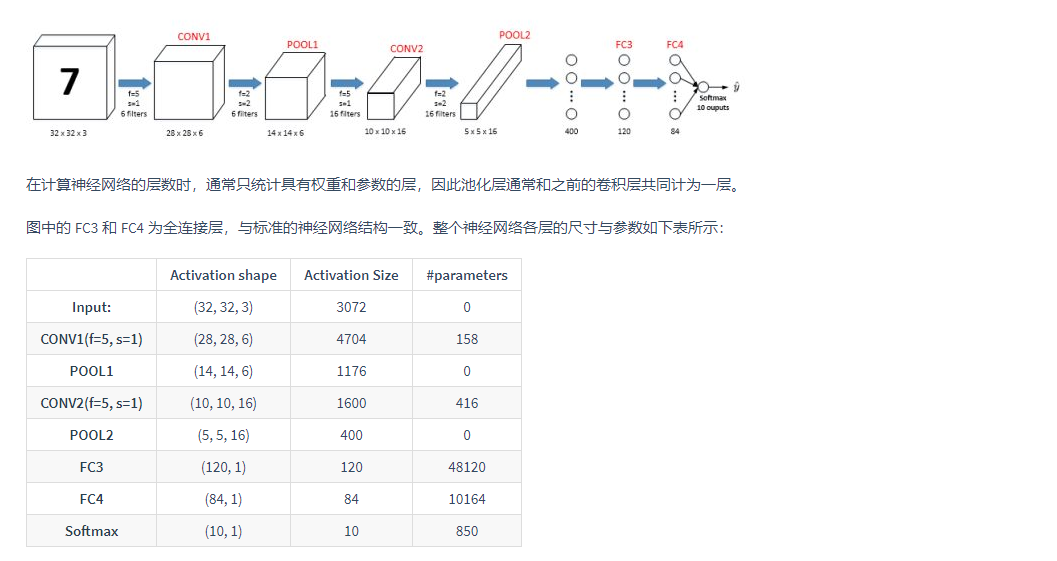 CONV1
POOL1
CONV2
POOL2
FC3 FC4
7
ŷ
f=5
s=1
6 filters
f=2
s=2
6 filters
f=5
s=1
16 filters
f=2
s=2
16 filters
Softmax
10 ouputs
32 x 32 x 3 28 x 28 x 6 14 x 14 x 6 10 x 10 x 16 5 x 5 x 16 400 120 84
在计算神经网络的层数时，通常只统计具有权重和参数的层，因此池化层通常和之前的卷积层共同计为一层。
图中的 FC3 和 FC4 为全连接层，与标准的神经网络结构一致。整个神经网络各层的尺寸与参数如下表所示：
Activation shape Activation Size #parameters
Input: (32, 32, 3) 3072 0
CONV1(f=5, s=1) (28, 28, 6) 4704 158
POOL1 (14, 14, 6) 1176 0
CONV2(f=5, s=1) (10, 10, 16) 1600 416
POOL2 (5, 5, 16) 400 0
FC3 (120, 1) 120 48120
FC4 (84, 1) 84 10164
Softmax (10, 1) 10 850